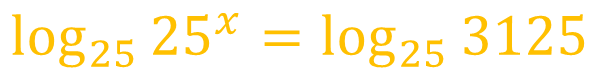 log₂₅ 25ˣ = log₂₅ 3125